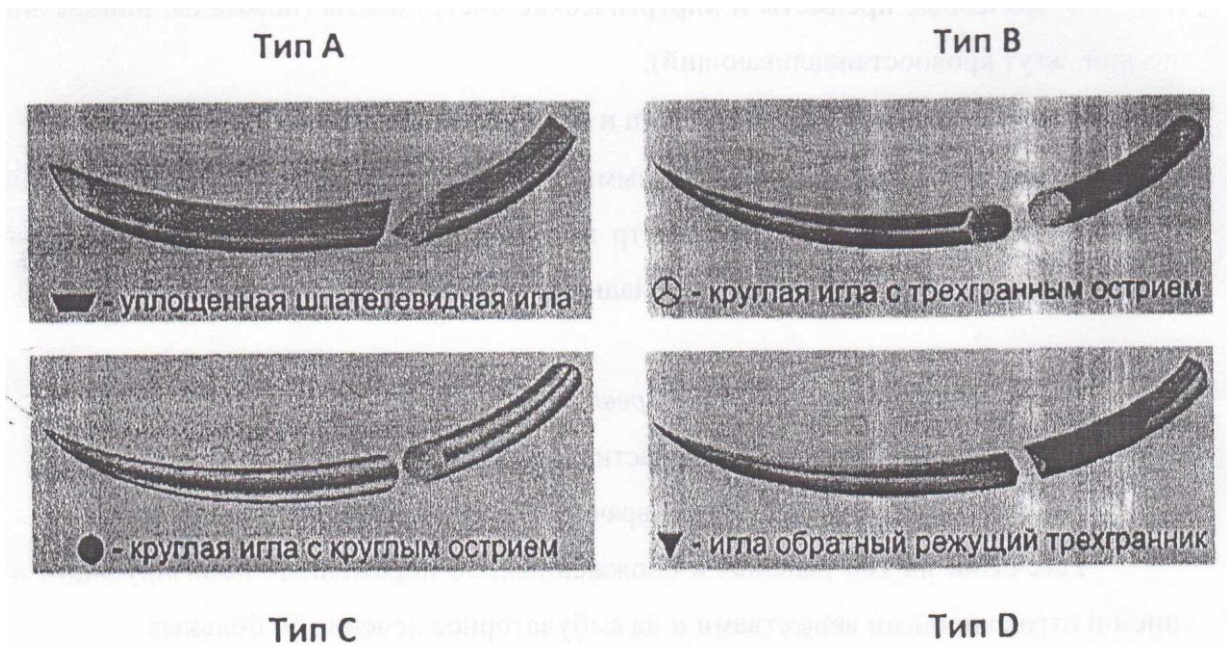 Тип А
Тип В
- уплощенная шпателевидная игла
- круглая игла с трехгранным острием
- круглая игла с круглым острием
- игла обратный режущий трехгранник
Тип С
Тип D